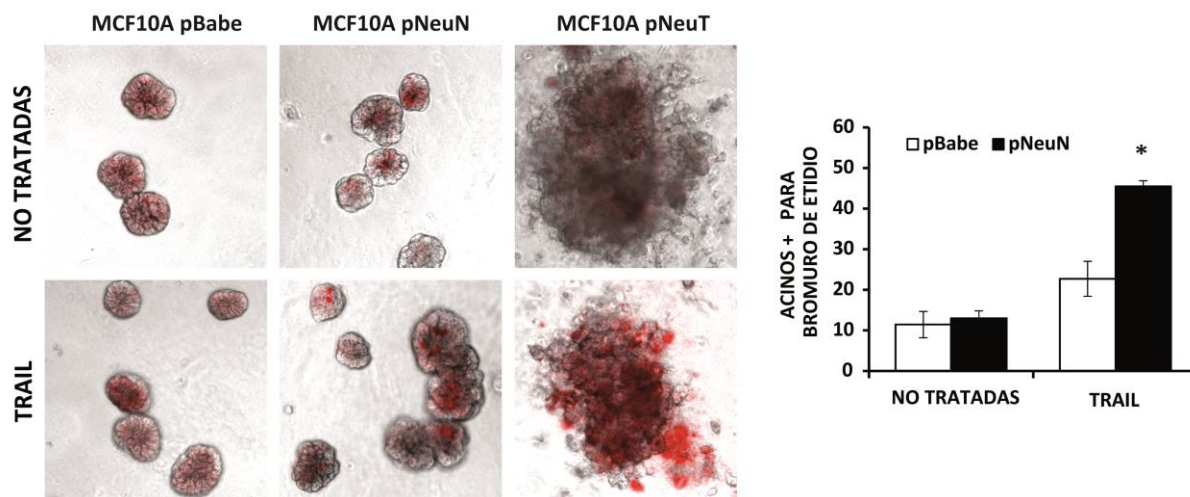 MCF10A pBabe
MCF10A pNeuN
MCF10A pNeuT
NO TRATADAS
TRAIL
ACINOS + PARA
BROMURO DE ETIDIO
60
50
40
30
20
10
0
pBabe
pNeuN
*
NO TRATADAS
TRAIL